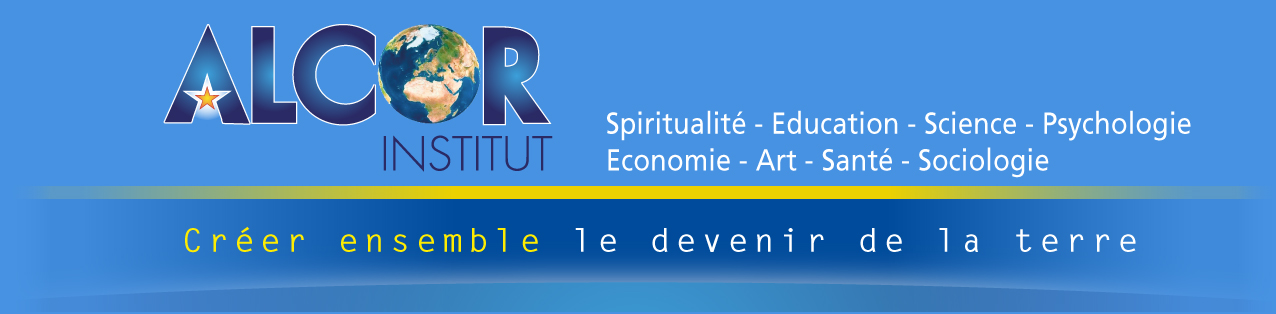 ALCOR
INSTITUT
Spiritualité - Education - Science - Psychologie
Economie - Art - Santé - Sociologie
Créer ensemble le devenir de la terre